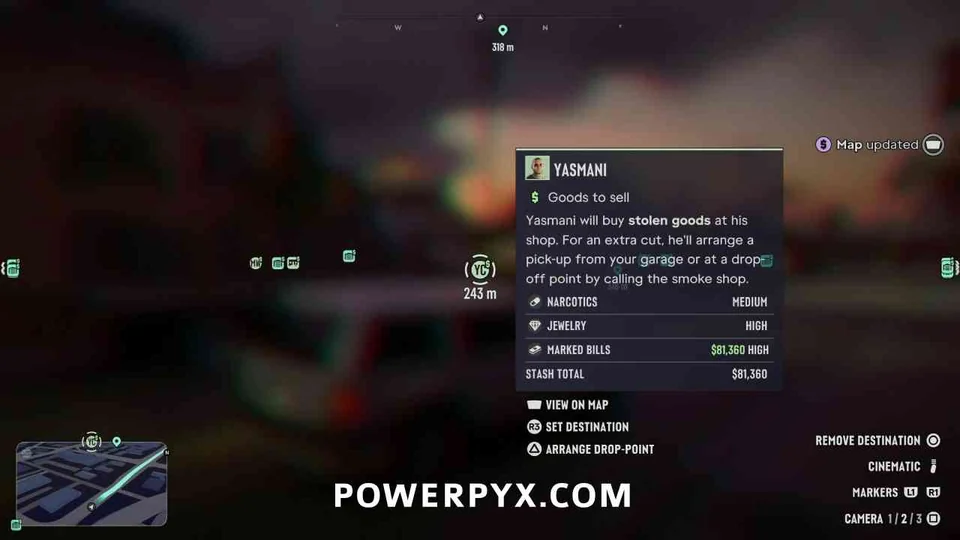 W
N
318 m
Map updated
YASMANI
$ Goods to sell
Yasmani will buy stolen goods at his
shop. For an extra cut, he'll arrange a
pick-up from your garage or at a drop-
off point by calling the smoke shop.
NARCOTICS MEDIUM
JEWELRY HIGH
MARKED BILLS $81,360 HIGH
STASH TOTAL $81,360
243 m
VIEW ON MAP
R3 SET DESTINATION
ARRANGE DROP-POINT
REMOVE DESTINATION
CINEMATIC
MARKERS L1 R1
CAMERA 1 / 2 / 3
POWERPYX.COM